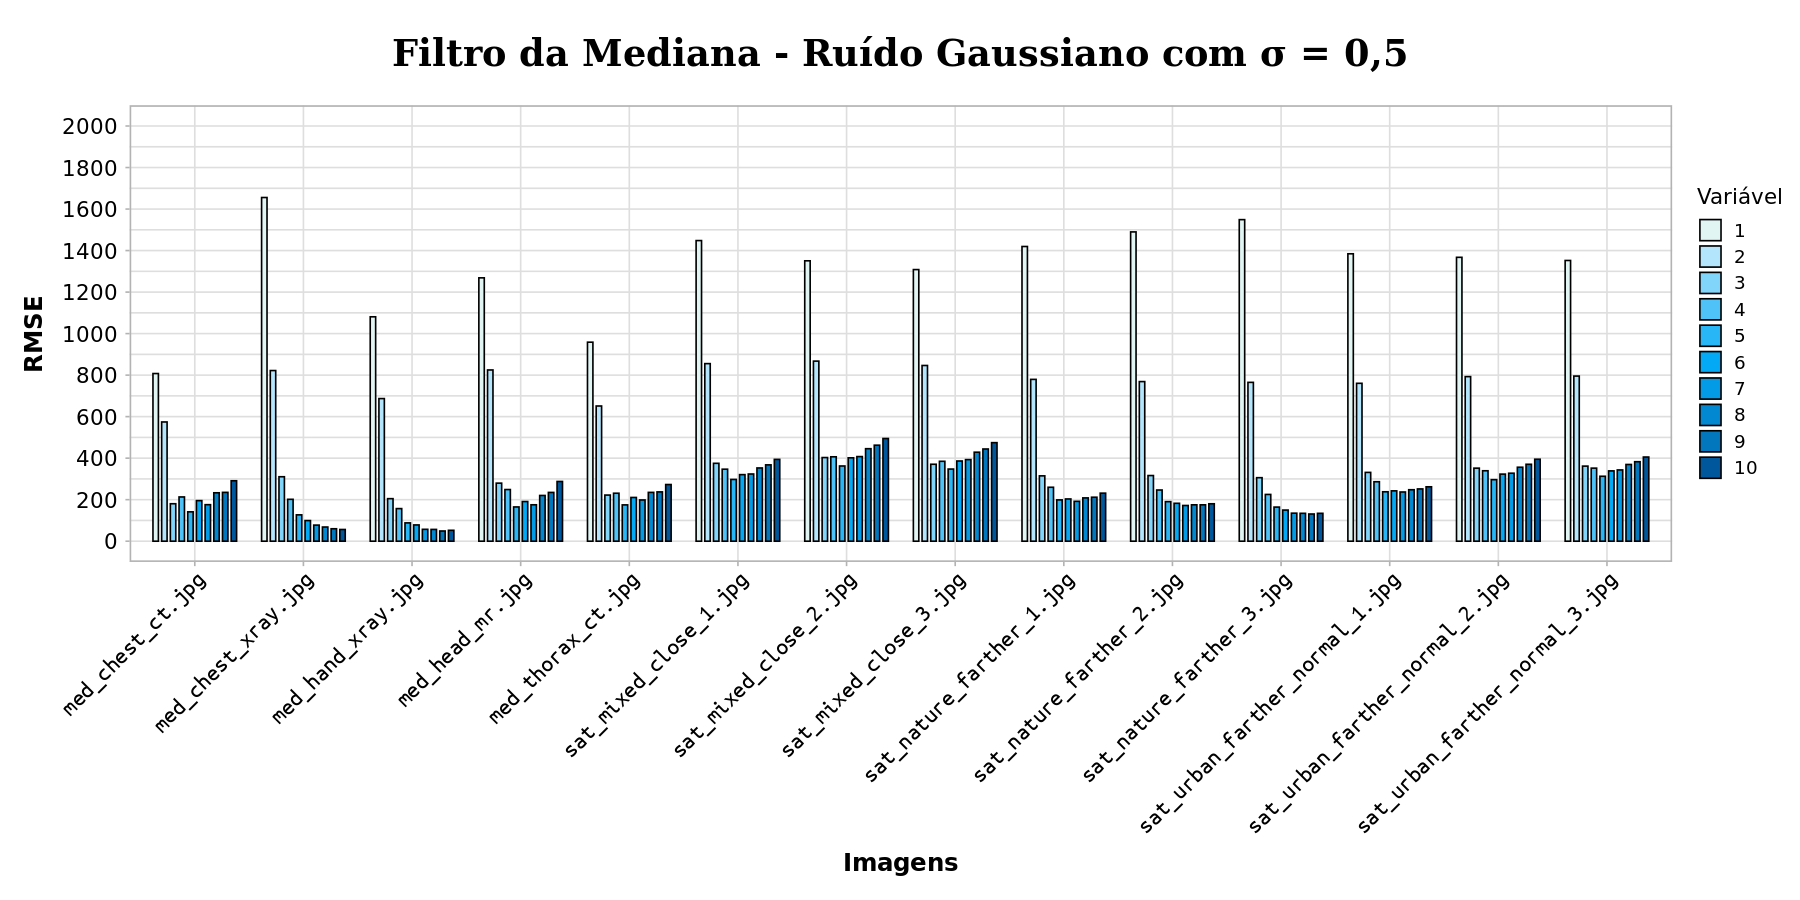 Filtro da Mediana - Ruído Gaussiano com σ = 0,5
RMSE
2000
1800
1600
1400
1200
1000
800
600
400
200
0
med_chest_ct.jpg
med_chest_xray.jpg
med_hand_xray.jpg
med_head_mr.jpg
med_thorax_ct.jpg
sat_mixed_close_1.jpg
sat_mixed_close_2.jpg
sat_mixed_close_3.jpg
sat_nature_farther_1.jpg
sat_nature_farther_2.jpg
sat_nature_farther_3.jpg
sat_urban_farther_normal_1.jpg
sat_urban_farther_normal_2.jpg
sat_urban_farther_normal_3.jpg
Imagens
Variável
1
2
3
4
5
6
7
8
9
10